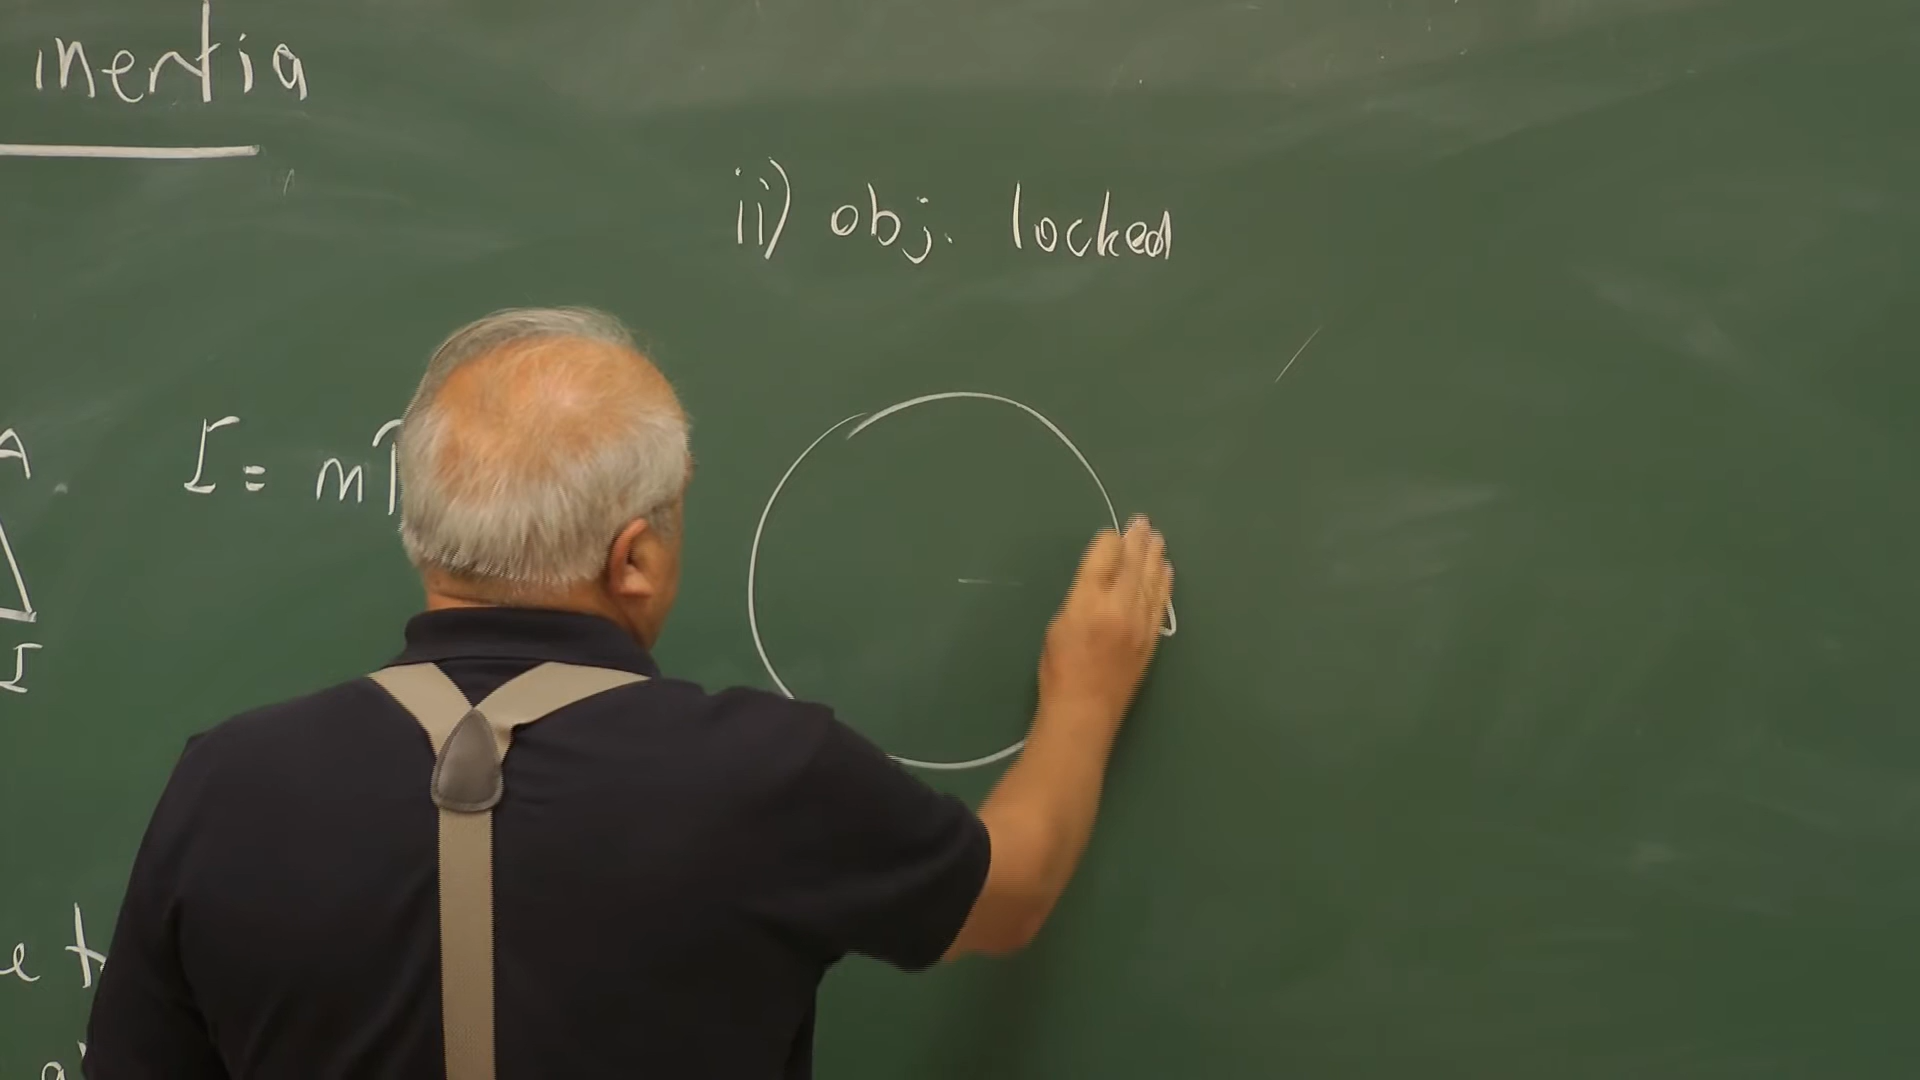 inertia
ii) obj. locked
A
I = m
I